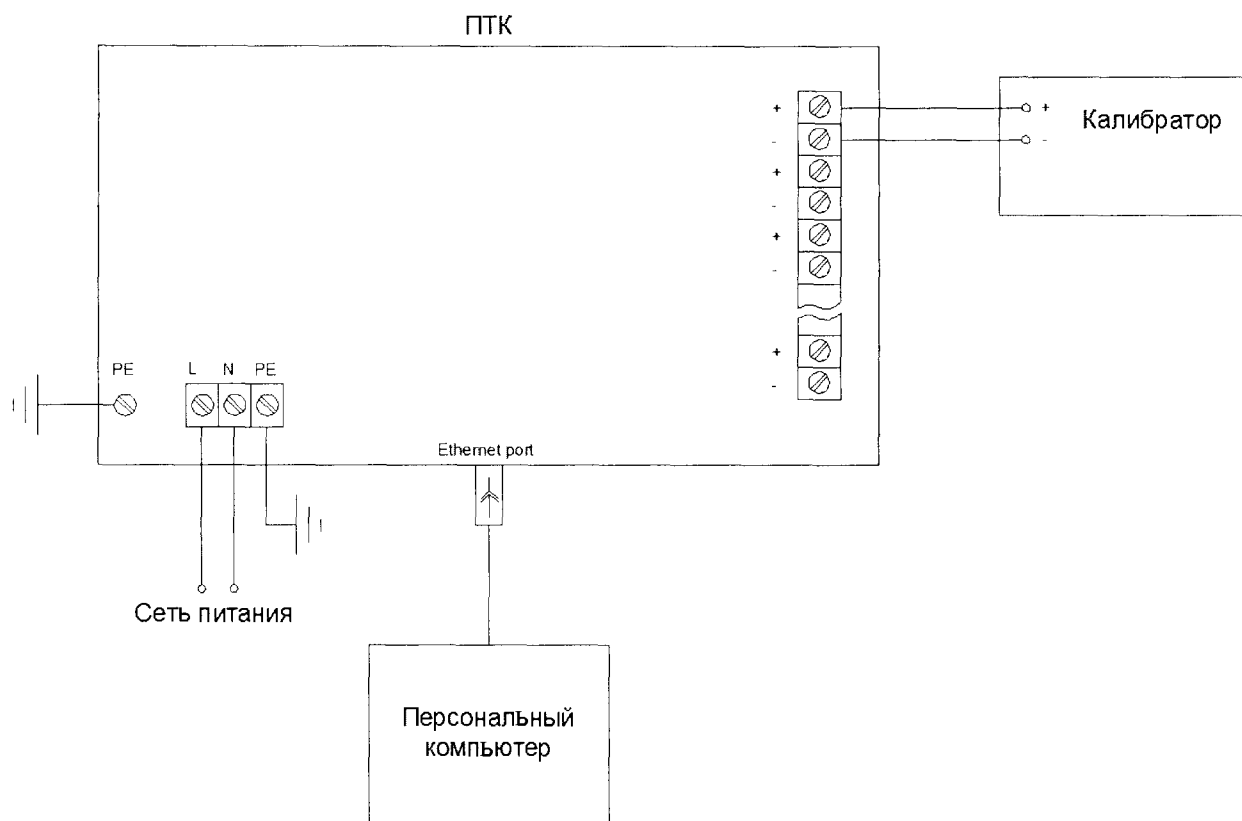 ПТК
+
-
+
-
+
-
+
-
+
-
Калибратор
PE
L N PE
Ethernet port
Сеть питания
Персональный
компьютер